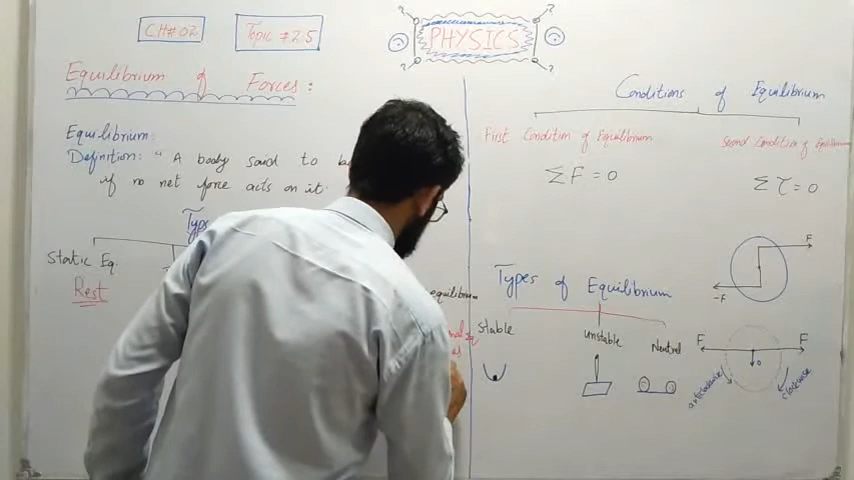 CH# 02
Topic # 2.5
? PHYSICS ?
? ?
Equilibrium of Forces:
Equilibrium:
Definition: " A body said to be
if no net force acts on it.
Types
Static Eq.
Rest
equilibrium
Conditions of Equilibrium
First Condition of Equilibrium
Second Condition of Equilibrium
ΣF = 0
Στ = 0
F
-F
Types of Equilibrium
Stable
Unstable
Neutral
F F
O
anticlockwise
clockwise